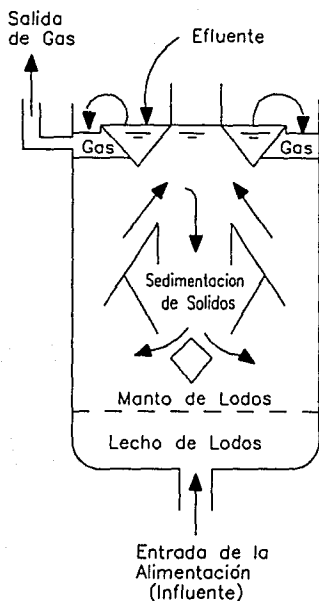 Salida
de Gas
Efluente
Gas
Gas
Sedimentacion
de Solidos
Manto de Lodos
Lecho de Lodos
Entrada de la
Alimentación
(Influente)